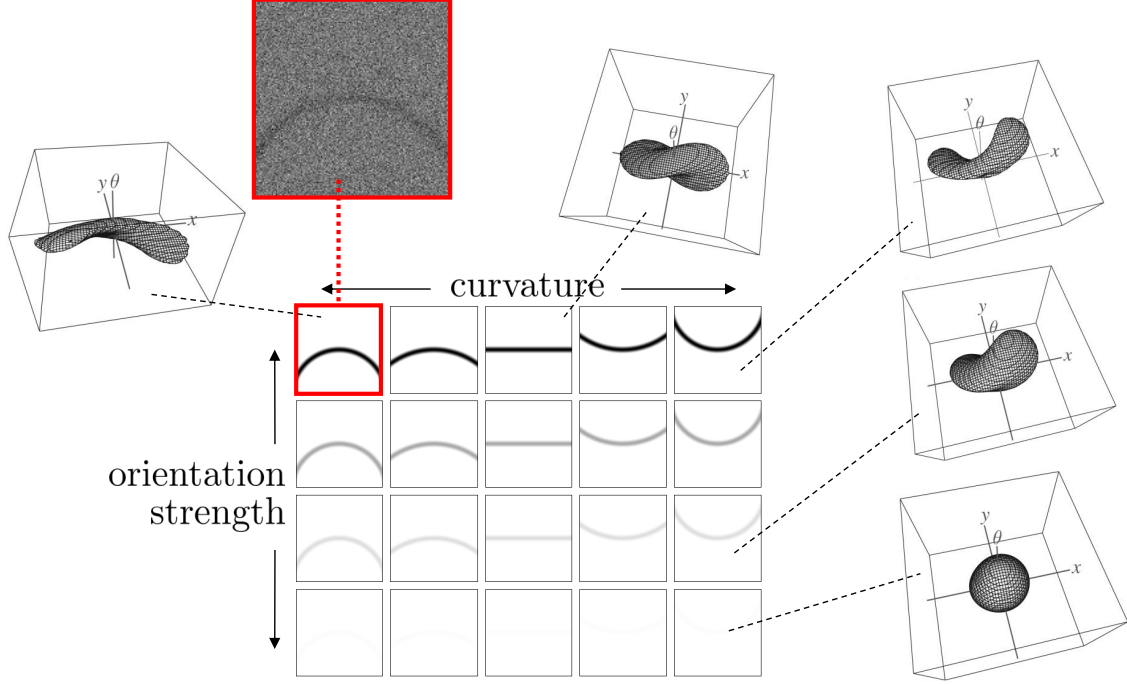 y θ
x
y
θ
x
y
θ
x
curvature
y
θ
x
orientation
strength
y
θ
x